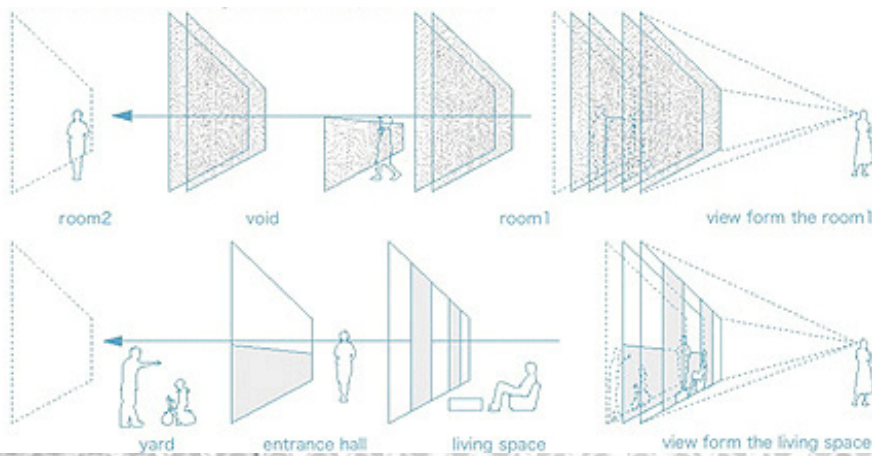 room2 void room1 view form the room1
yard entrance hall living space view form the living space